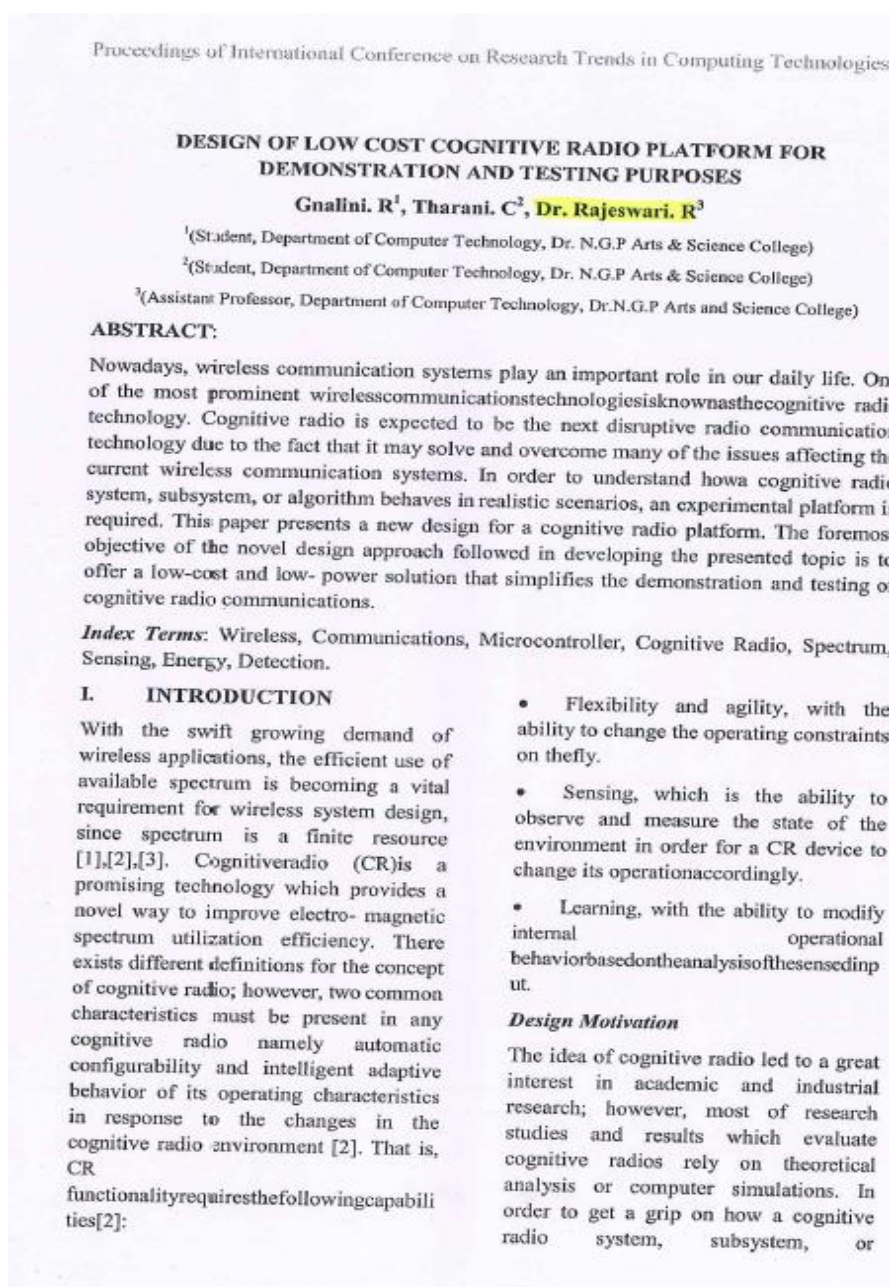 Proceedings of International Conference on Research Trends in Computing Technologies
DESIGN OF LOW COST COGNITIVE RADIO PLATFORM FOR
DEMONSTRATION AND TESTING PURPOSES
Gnalini. R¹, Tharani. C², Dr. Rajeswari. R³
¹(Student, Department of Computer Technology, Dr. N.G.P Arts & Science College)
²(Student, Department of Computer Technology, Dr. N.G.P Arts & Science College)
³(Assistant Professor, Department of Computer Technology, Dr.N.G.P Arts and Science College)
ABSTRACT:
Nowadays, wireless communication systems play an important role in our daily life. On
of the most prominent wirelesscommunicationstechnologiesisknownasthecognitive radi
technology. Cognitive radio is expected to be the next disruptive radio communicatio
technology due to the fact that it may solve and overcome many of the issues affecting th
current wireless communication systems. In order to understand howa cognitive radi
system, subsystem, or algorithm behaves in realistic scenarios, an experimental platform i
required. This paper presents a new design for a cognitive radio platform. The foremos
objective of the novel design approach followed in developing the presented topic is to
offer a low-cost and low- power solution that simplifies the demonstration and testing o
cognitive radio communications.
Index Terms: Wireless, Communications, Microcontroller, Cognitive Radio, Spectrum,
Sensing, Energy, Detection.
I. INTRODUCTION
With the swift growing demand of
wireless applications, the efficient use of
available spectrum is becoming a vital
requirement for wireless system design,
since spectrum is a finite resource
[1],[2],[3]. Cognitiveradio (CR)is a
promising technology which provides a
novel way to improve electro- magnetic
spectrum utilization efficiency. There
exists different definitions for the concept
of cognitive radio; however, two common
characteristics must be present in any
cognitive radio namely automatic
configurability and intelligent adaptive
behavior of its operating characteristics
in response to the changes in the
cognitive radio environment [2]. That is,
CR
functionalityrequiresthefollowingcapabili
ties[2]:
• Flexibility and agility, with the
ability to change the operating constraints
on thefly.
• Sensing, which is the ability to
observe and measure the state of the
environment in order for a CR device to
change its operationaccordingly.
• Learning, with the ability to modify
internal operational
behaviorbasedontheanalysisofthesensedinp
ut.
Design Motivation
The idea of cognitive radio led to a great
interest in academic and industrial
research; however, most of research
studies and results which evaluate
cognitive radios rely on theoretical
analysis or computer simulations. In
order to get a grip on how a cognitive
radio system, subsystem, or